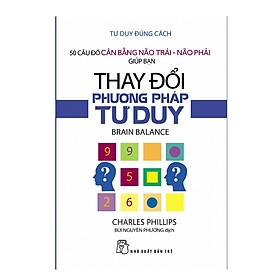 TƯ DUY ĐÚNG CÁCH
50 CÂU ĐỐ CÂN BẰNG NÃO TRÁI - NÃO PHẢI
GIÚP BẠN
THAY ĐỔI
PHƯƠNG PHÁP
TƯ DUY
BRAIN BALANCE
9 9
? 5 ?
2 6
CHARLES PHILLIPS
BÙI NGUYÊN PHƯƠNG dịch
NHÀ XUẤT BẢN TRẺ